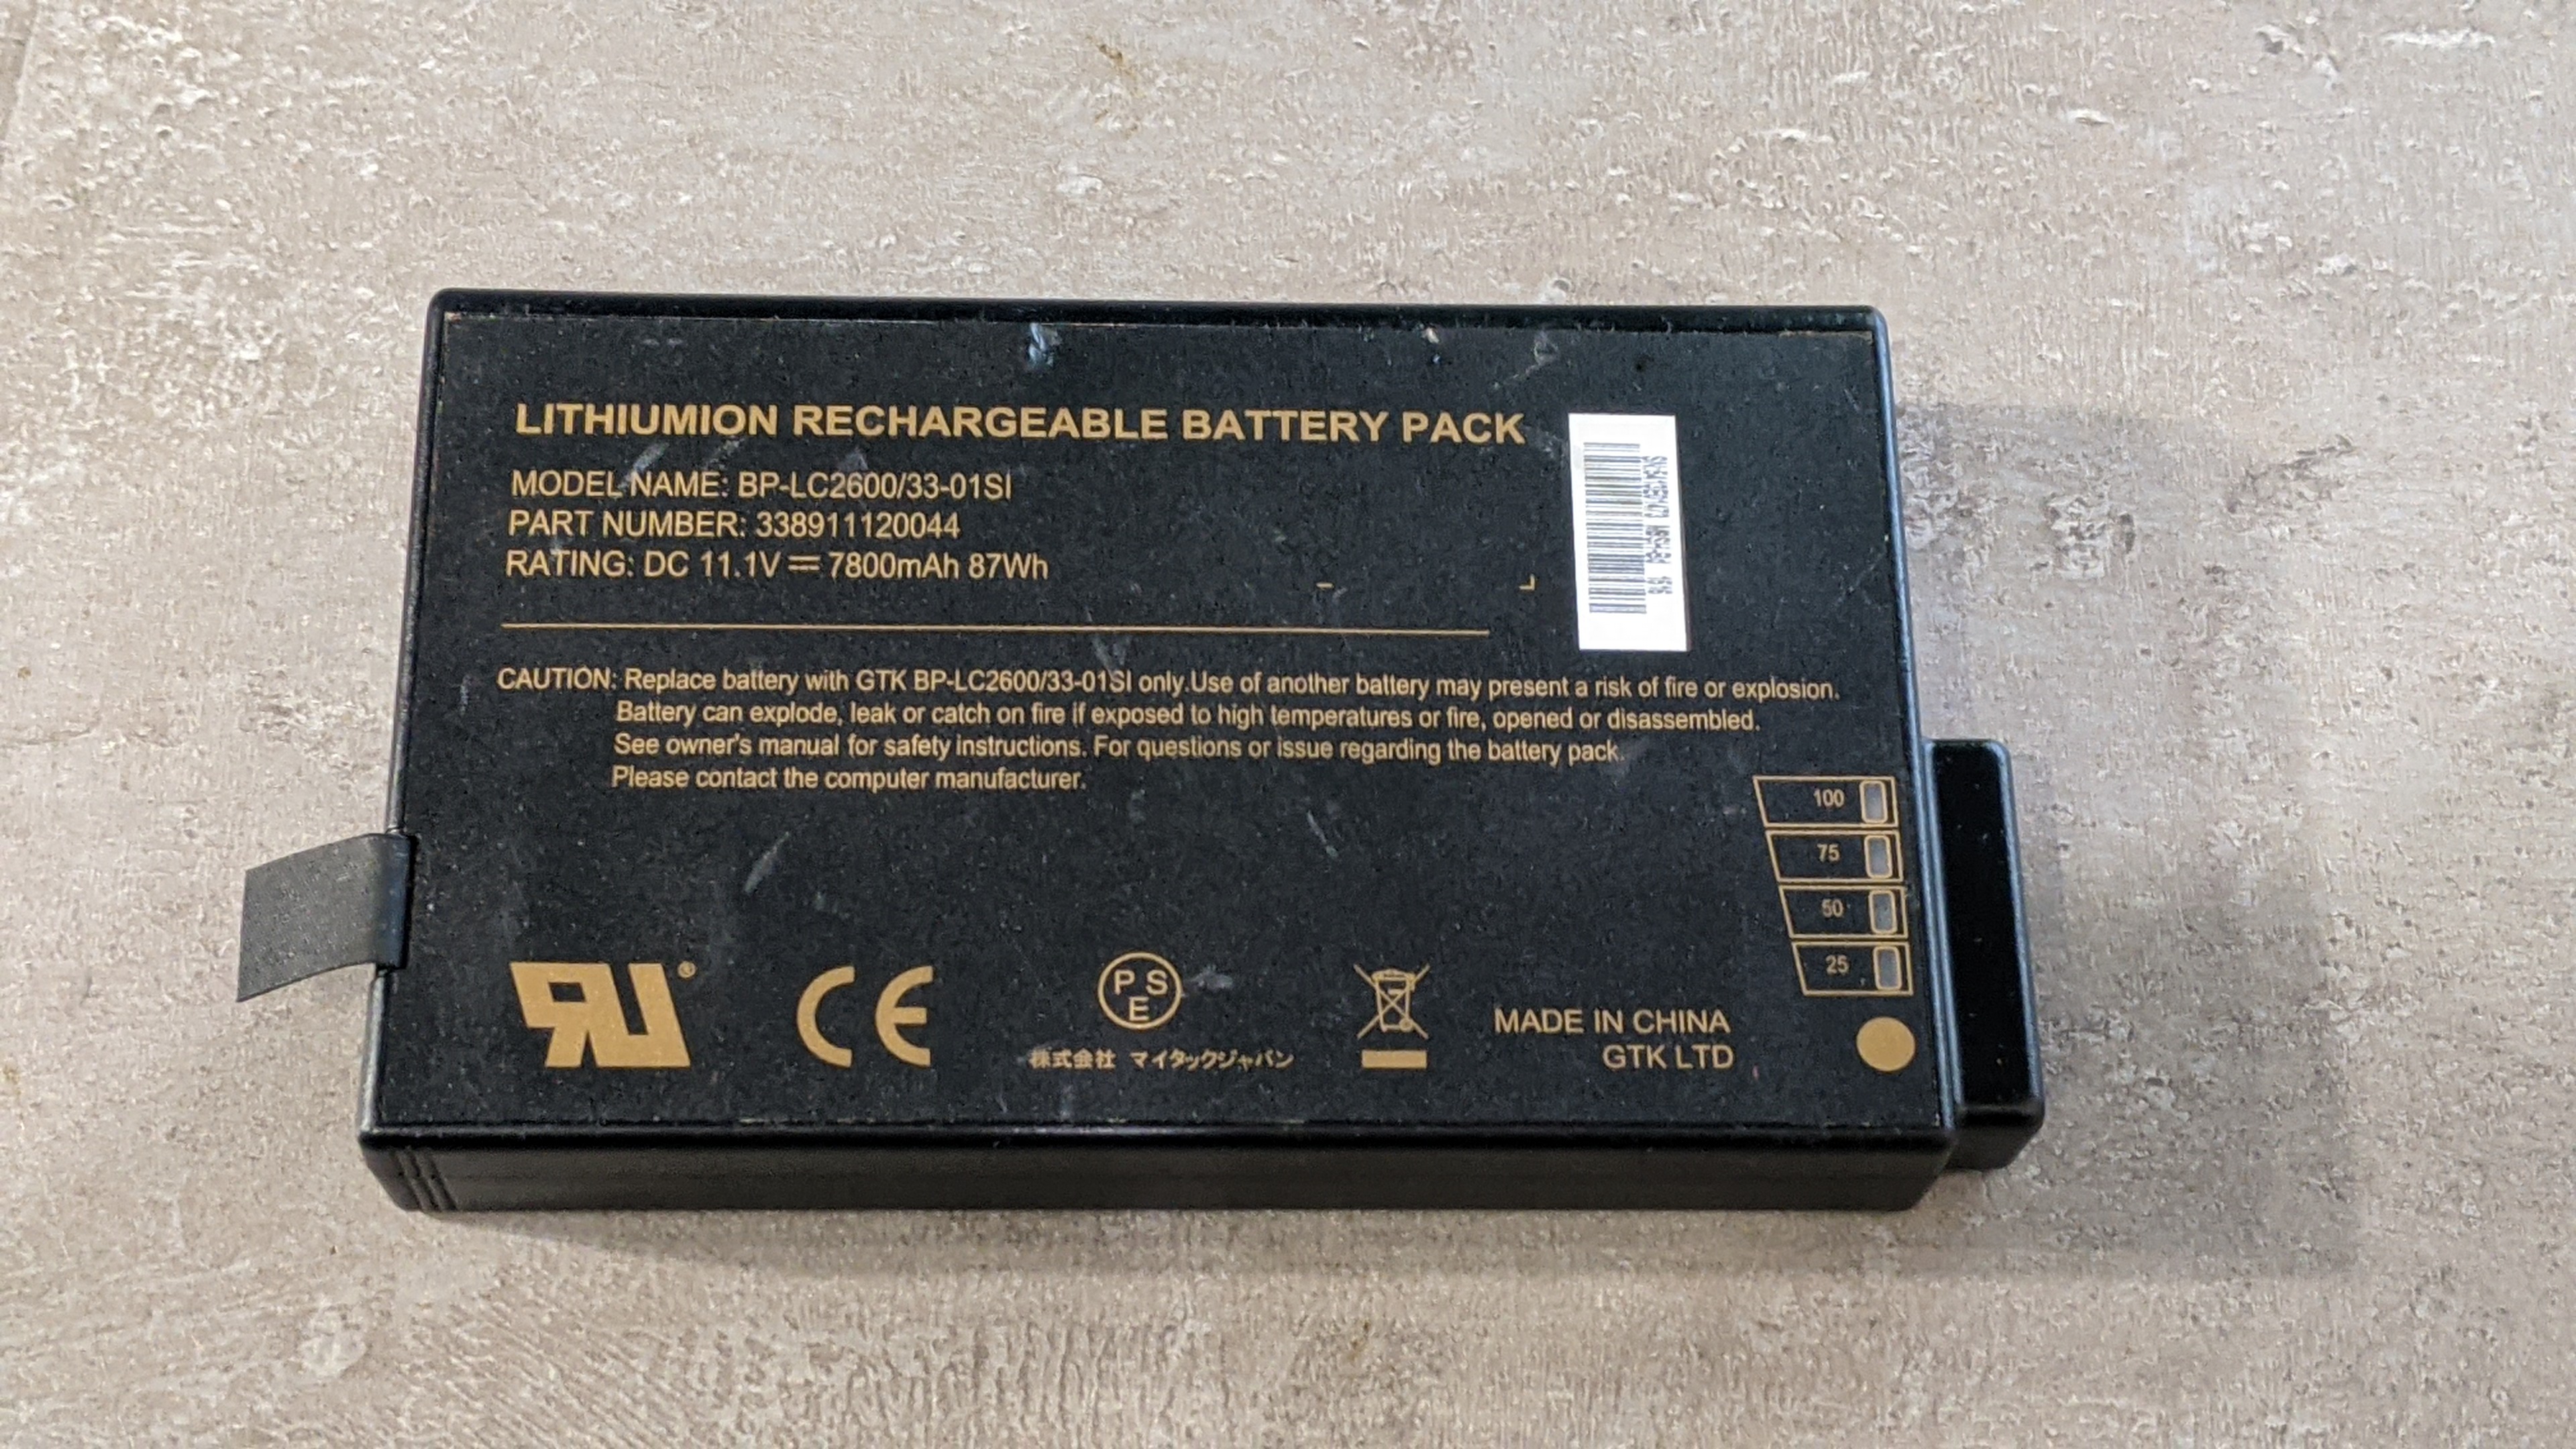 LITHIUMION RECHARGEABLE BATTERY PACK
MODEL NAME: BP-LC2600/33-01SI
PART NUMBER: 338911120044
RATING: DC 11.1V ⎓ 7800mAh 87Wh
CAUTION: Replace battery with GTK BP-LC2600/33-01SI only.Use of another battery may present a risk of fire or explosion.
Battery can explode, leak or catch on fire if exposed to high temperatures or fire, opened or disassembled.
See owner's manual for safety instructions. For questions or issue regarding the battery pack.
Please contact the computer manufacturer.
100
75
50
25
RU®
CE
PSE
株式会社 マイタックジャパン
MADE IN CHINA
GTK LTD